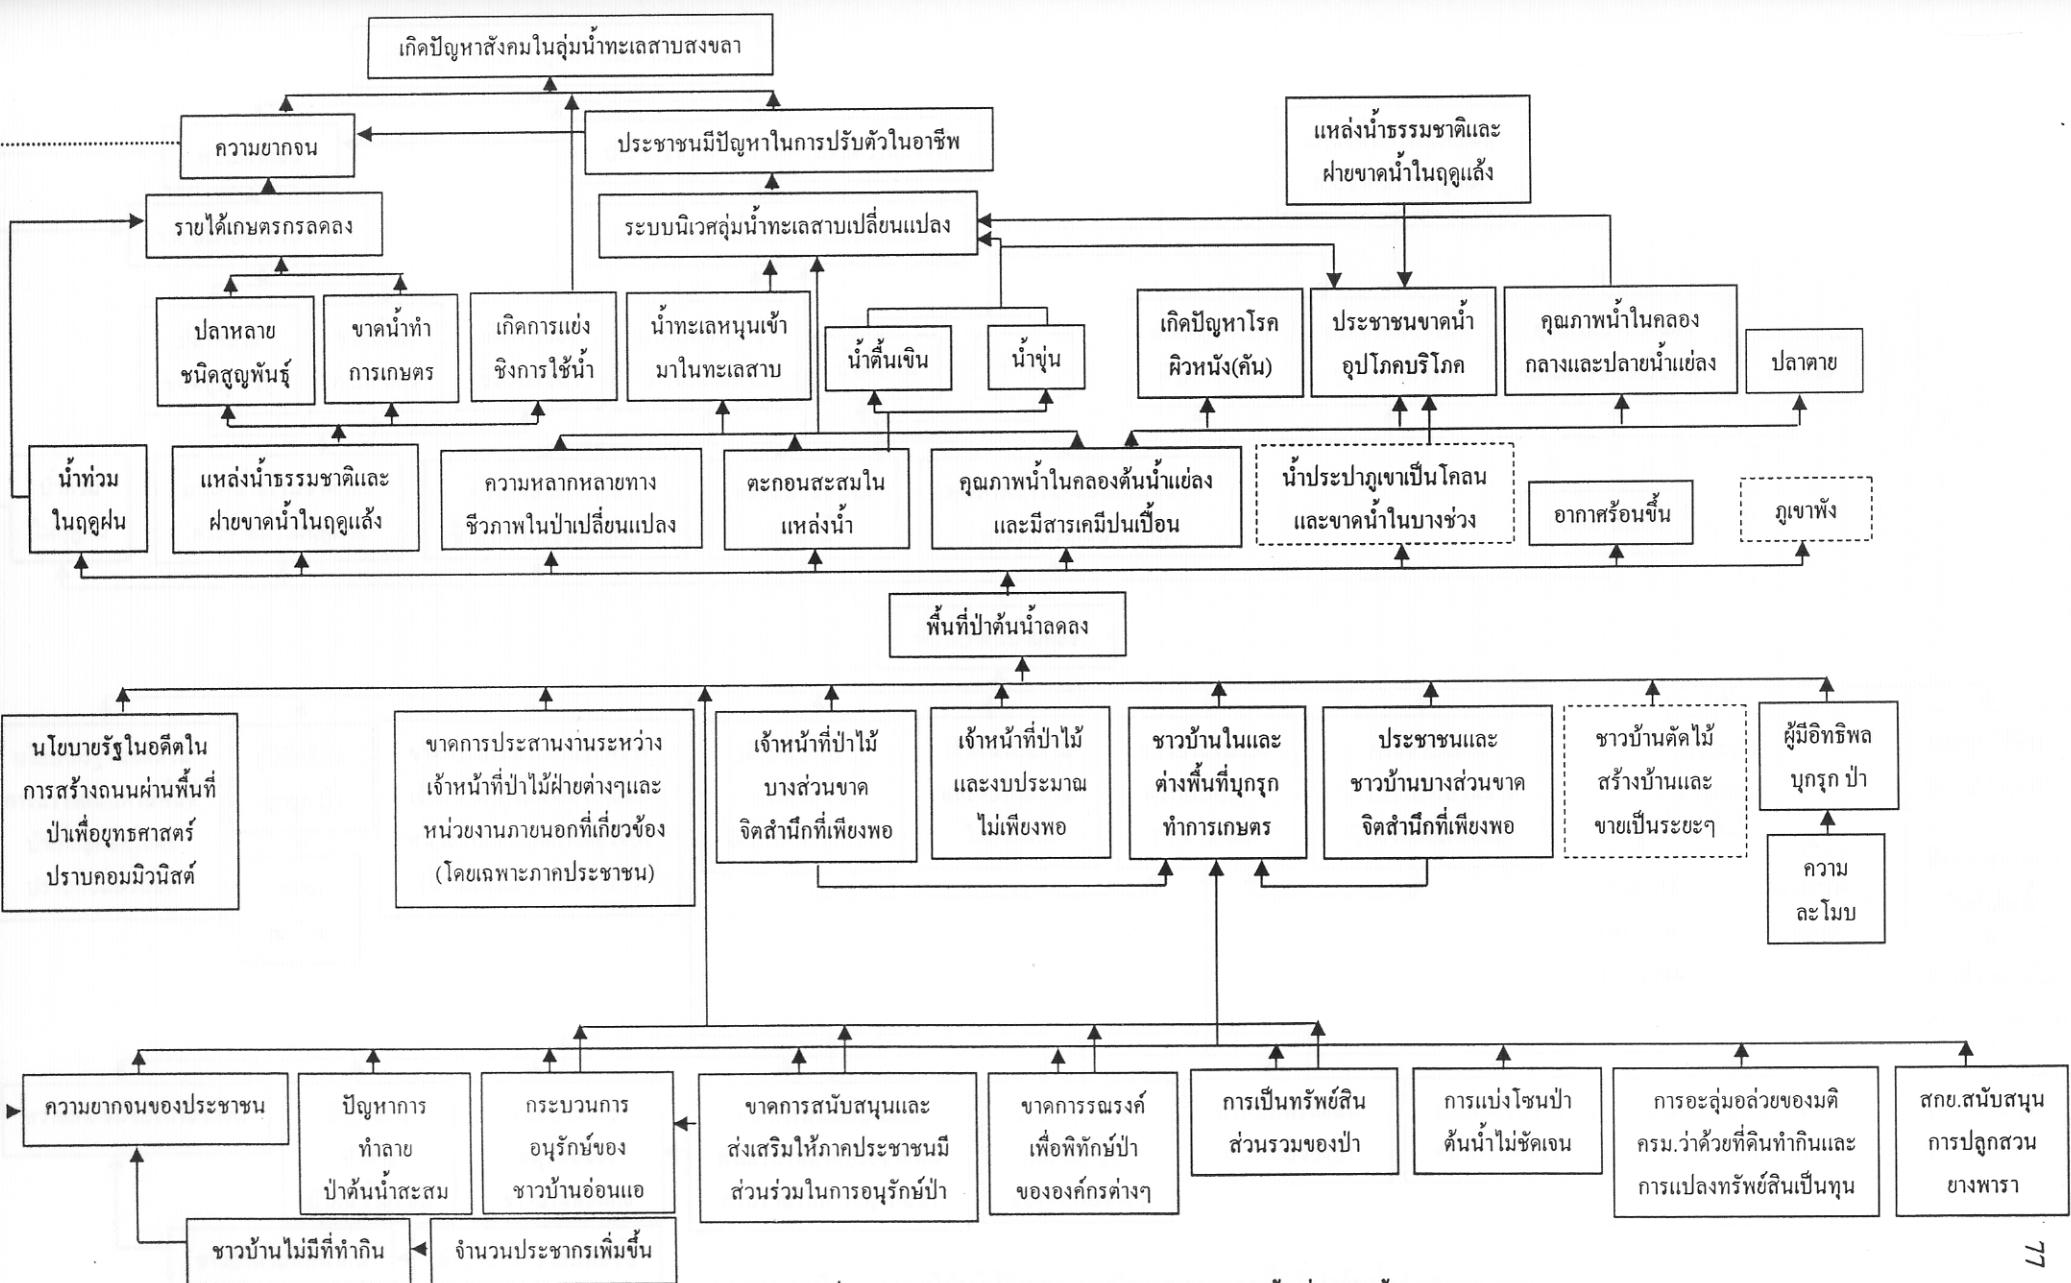 เกิดปัญหาสังคมในลุ่มน้ำทะเลสาบสงขลา
ความยากจน
ประชาชนมีปัญหาในการปรับตัวในอาชีพ
แหล่งน้ำธรรมชาติและ
ฝายขาดน้ำในฤดูแล้ง
รายได้เกษตรกรลดลง
ระบบนิเวศลุ่มน้ำทะเลสาบเปลี่ยนแปลง
ปลาหลาย
ชนิดสูญพันธุ์
ขาดน้ำทำ
การเกษตร
เกิดการแย่ง
ชิงการใช้น้ำ
น้ำทะเลหนุนเข้า
มาในทะเลสาบ
น้ำตื้นเขิน
น้ำขุ่น
เกิดปัญหาโรค
ผิวหนัง(คัน)
ประชาชนขาดน้ำ
อุปโภคบริโภค
คุณภาพน้ำในคลอง
กลางและปลายน้ำแย่ลง
ปลาตาย
น้ำท่วม
ในฤดูฝน
แหล่งน้ำธรรมชาติและ
ฝายขาดน้ำในฤดูแล้ง
ความหลากหลายทาง
ชีวภาพในป่าเปลี่ยนแปลง
ตะกอนสะสมใน
แหล่งน้ำ
คุณภาพน้ำในคลองต้นน้ำแย่ลง
และมีสารเคมีปนเปื้อน
น้ำประปาภูเขาเป็นโคลน
และขาดน้ำในบางช่วง
อากาศร้อนขึ้น
ภูเขาพัง
พื้นที่ป่าต้นน้ำลดลง
นโยบายรัฐในอดีตใน
การสร้างถนนผ่านพื้นที่
ป่าเพื่อยุทธศาสตร์
ปราบคอมมิวนิสต์
ขาดการประสานงานระหว่าง
เจ้าหน้าที่ป่าไม้ฝ่ายต่างๆและ
หน่วยงานภายนอกที่เกี่ยวข้อง
(โดยเฉพาะภาคประชาชน)
เจ้าหน้าที่ป่าไม้
บางส่วนขาด
จิตสำนึกที่เพียงพอ
เจ้าหน้าที่ป่าไม้
และงบประมาณ
ไม่เพียงพอ
ชาวบ้านในและ
ต่างพื้นที่บุกรุก
ทำการเกษตร
ประชาชนและ
ชาวบ้านบางส่วนขาด
จิตสำนึกที่เพียงพอ
ชาวบ้านตัดไม้
สร้างบ้านและ
ขายเป็นระยะๆ
ผู้มีอิทธิพล
บุกรุก ป่า
ความ
ละโมบ
ความยากจนของประชาชน
ปัญหาการ
ทำลาย
ป่าต้นน้ำสะสม
กระบวนการ
อนุรักษ์ของ
ชาวบ้านอ่อนแอ
ขาดการสนับสนุนและ
ส่งเสริมให้ภาคประชาชนมี
ส่วนร่วมในการอนุรักษ์ป่า
ขาดการรณรงค์
เพื่อพิทักษ์ป่า
ขององค์กรต่างๆ
การเป็นทรัพย์สิน
ส่วนรวมของป่า
การแบ่งโซนป่า
ต้นน้ำไม่ชัดเจน
การอะลุ่มอล่วยของมติ
ครม.ว่าด้วยที่ดินทำกินและ
การแปลงทรัพย์สินเป็นทุน
สกย.สนับสนุน
การปลูกสวน
ยางพารา
ชาวบ้านไม่มีที่ทำกิน
จำนวนประชากรเพิ่มขึ้น
77